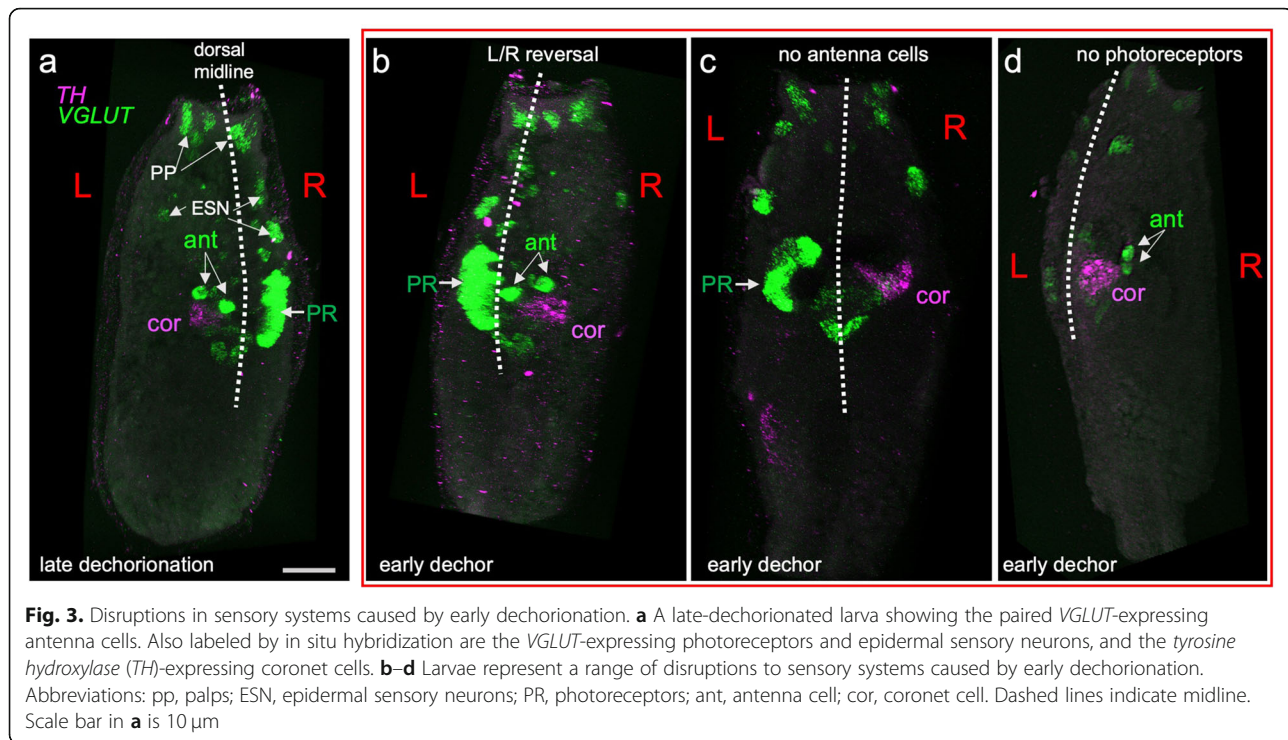 a
dorsal
midline
TH
VGLUT
PP
L
R
ESN
ant
cor
PR
late dechorionation
b
L/R reversal
L
R
ant
PR
cor
early dechor
c
no antenna cells
L
R
PR
cor
early dechor
d
no photoreceptors
ant
L
R
cor
early dechor
Fig. 3. Disruptions in sensory systems caused by early dechorionation. a A late-dechorionated larva showing the paired VGLUT-expressing
antenna cells. Also labeled by in situ hybridization are the VGLUT-expressing photoreceptors and epidermal sensory neurons, and the tyrosine
hydroxylase (TH)-expressing coronet cells. b–d Larvae represent a range of disruptions to sensory systems caused by early dechorionation.
Abbreviations: pp, palps; ESN, epidermal sensory neurons; PR, photoreceptors; ant, antenna cell; cor, coronet cell. Dashed lines indicate midline.
Scale bar in a is 10 μm